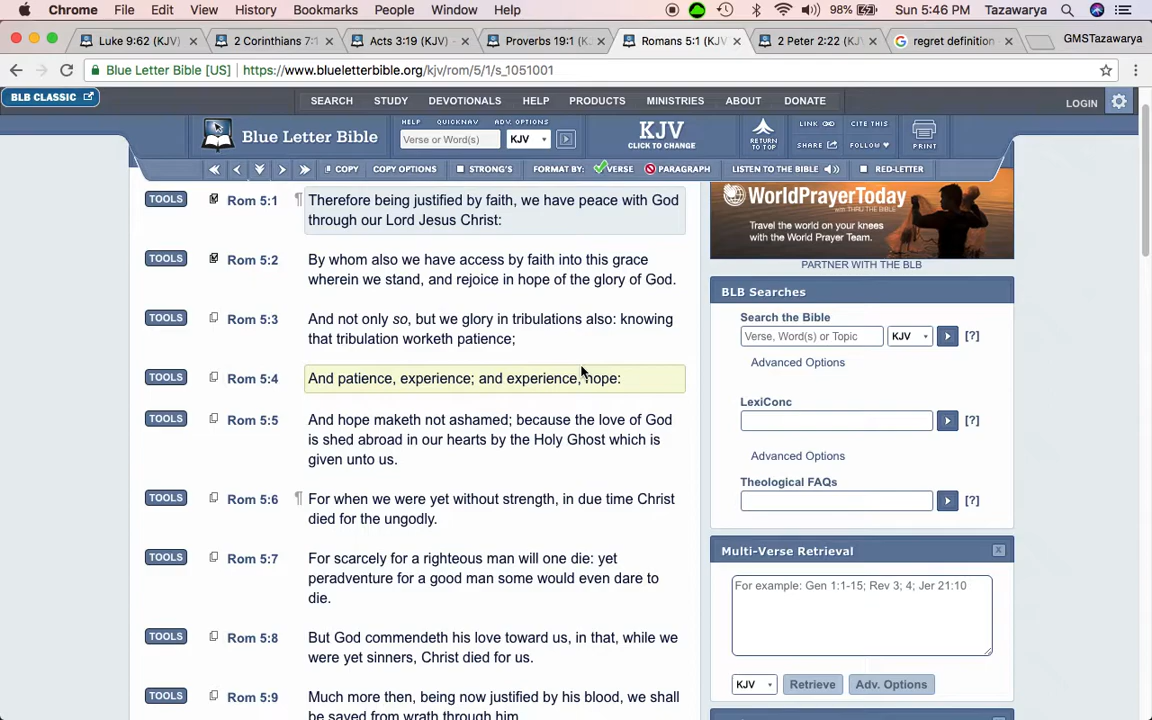 Chrome File Edit View History Bookmarks People Window Help 98% Sun 5:46 PM Tazawarya
Luke 9:62 (KJV) 2 Corinthians 7:1 Acts 3:19 (KJV) Proverbs 19:1 (KJV) Romans 5:1 (KJV) 2 Peter 2:22 (KJV) regret definition GMSTazawarya
Blue Letter Bible [US] https://www.blueletterbible.org/kjv/rom/5/1/s_1051001
BLB CLASSIC SEARCH STUDY DEVOTIONALS HELP PRODUCTS MINISTRIES ABOUT DONATE LOGIN
Blue Letter Bible
HELP QUICKNAV ADV. OPTIONS
Verse or Word(s) KJV
KJV
CLICK TO CHANGE
RETURN
TO TOP
LINK CITE THIS
SHARE FOLLOW
PRINT
COPY COPY OPTIONS STRONG'S FORMAT BY: VERSE PARAGRAPH LISTEN TO THE BIBLE RED-LETTER
TOOLS Rom 5:1 ¶ Therefore being justified by faith, we have peace with God
through our Lord Jesus Christ:
TOOLS Rom 5:2 By whom also we have access by faith into this grace
wherein we stand, and rejoice in hope of the glory of God.
TOOLS Rom 5:3 And not only so, but we glory in tribulations also: knowing
that tribulation worketh patience;
TOOLS Rom 5:4 And patience, experience; and experience, hope:
TOOLS Rom 5:5 And hope maketh not ashamed; because the love of God
is shed abroad in our hearts by the Holy Ghost which is
given unto us.
TOOLS Rom 5:6 ¶ For when we were yet without strength, in due time Christ
died for the ungodly.
TOOLS Rom 5:7 For scarcely for a righteous man will one die: yet
peradventure for a good man some would even dare to
die.
TOOLS Rom 5:8 But God commendeth his love toward us, in that, while we
were yet sinners, Christ died for us.
TOOLS Rom 5:9 Much more then, being now justified by his blood, we shall
be saved from wrath through him.
WorldPrayerToday
WITH THRU THE BIBLE
Travel the world on your knees
with the World Prayer Team.
PARTNER WITH THE BLB
BLB Searches
Search the Bible
Verse, Word(s) or Topic KJV [?]
Advanced Options
LexiConc
[?]
Advanced Options
Theological FAQs
[?]
Multi-Verse Retrieval x
For example: Gen 1:1-15; Rev 3; 4; Jer 21:10
KJV Retrieve Adv. Options